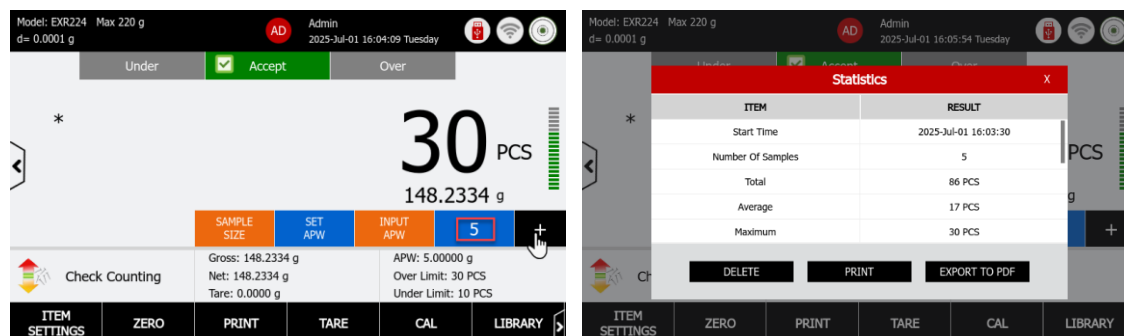 Model: EXR224 Max 220 g
d= 0.0001 g
AD
Admin
2025-Jul-01 16:04:09 Tuesday
Under
Accept
Over
*
30 PCS
148.2334 g
SAMPLE SIZE
SET APW
INPUT APW
5
+
Check Counting
Gross: 148.2334 g
Net: 148.2334 g
Tare: 0.0000 g
APW: 5.00000 g
Over Limit: 30 PCS
Under Limit: 10 PCS
ITEM SETTINGS
ZERO
PRINT
TARE
CAL
LIBRARY
Model: EXR224 Max 220 g
d= 0.0001 g
AD
Admin
2025-Jul-01 16:05:54 Tuesday
Under
Accept
Over
Statistics X
ITEM RESULT
Start Time 2025-Jul-01 16:03:30
Number Of Samples 5
Total 86 PCS
Average 17 PCS
Maximum 30 PCS
DELETE PRINT EXPORT TO PDF
*
PCS
g
+
Ch
ITEM SETTINGS
ZERO
PRINT
TARE
CAL
LIBRARY